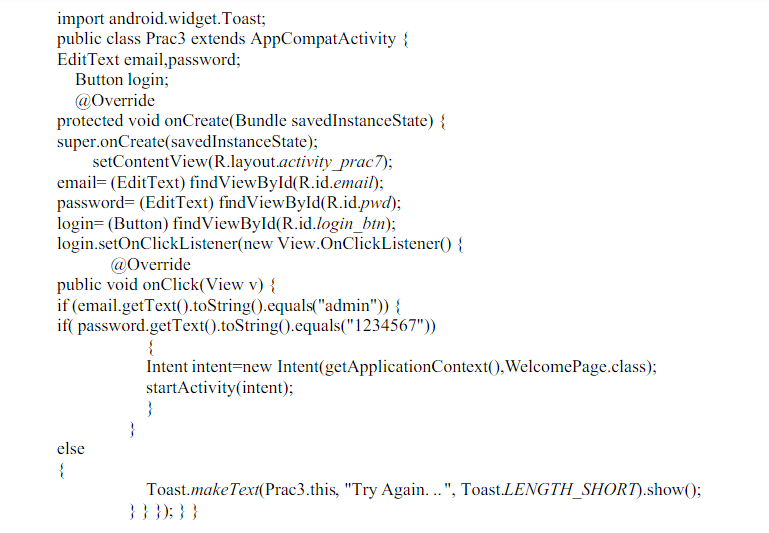 import android.widget.Toast;
public class Prac3 extends AppCompatActivity {
EditText email,password;
Button login;
@Override
protected void onCreate(Bundle savedInstanceState) {
super.onCreate(savedInstanceState);
setContentView(R.layout.activity_prac7);
email= (EditText) findViewById(R.id.email);
password= (EditText) findViewById(R.id.pwd);
login= (Button) findViewById(R.id.login_btn);
login.setOnClickListener(new View.OnClickListener() {
@Override
public void onClick(View v) {
if (email.getText().toString().equals("admin")) {
if( password.getText().toString().equals("1234567"))
{
Intent intent=new Intent(getApplicationContext(),WelcomePage.class);
startActivity(intent);
}
}
else
{
Toast.makeText(Prac3.this, "Try Again. .. ", Toast.LENGTH_SHORT).show();
} } }); } }